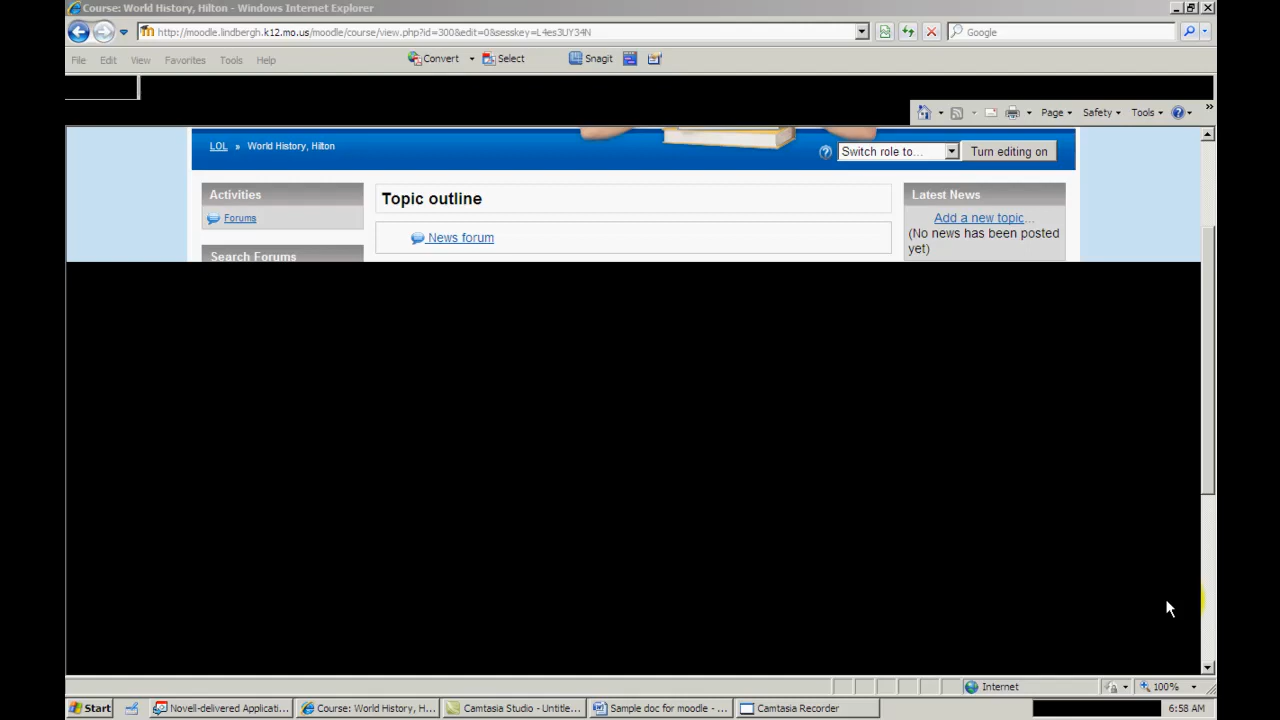 Course: World History, Hilton - Windows Internet Explorer
http://moodle.lindbergh.k12.mo.us/moodle/course/view.php?id=300&edit=0&sesskey=L4es3UY34N
Google
File Edit View Favorites Tools Help
Convert Select Snagit
Page Safety Tools
LOL » World History, Hilton
Switch role to... Turn editing on
Activities
Forums
Search Forums
Topic outline
News forum
Latest News
Add a new topic...
(No news has been posted
yet)
Internet 100%
Start Novell-delivered Applicati... Course: World History, H... Camtasia Studio - Untitle... Sample doc for moodle - ... Camtasia Recorder 6:58 AM